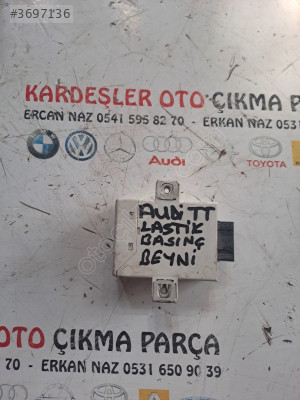 #3697136
KARDEŞLER OTO ÇIKMA PARÇA
ERCAN NAZ 0541 595 82 70 - ERKAN NAZ 0531
Audi
TOYOTA
AUDİ TT
LASTİK
BASINÇ
BEYNİ
OTO ÇIKMA PARÇA
70 - ERKAN NAZ 0531 650 90 39